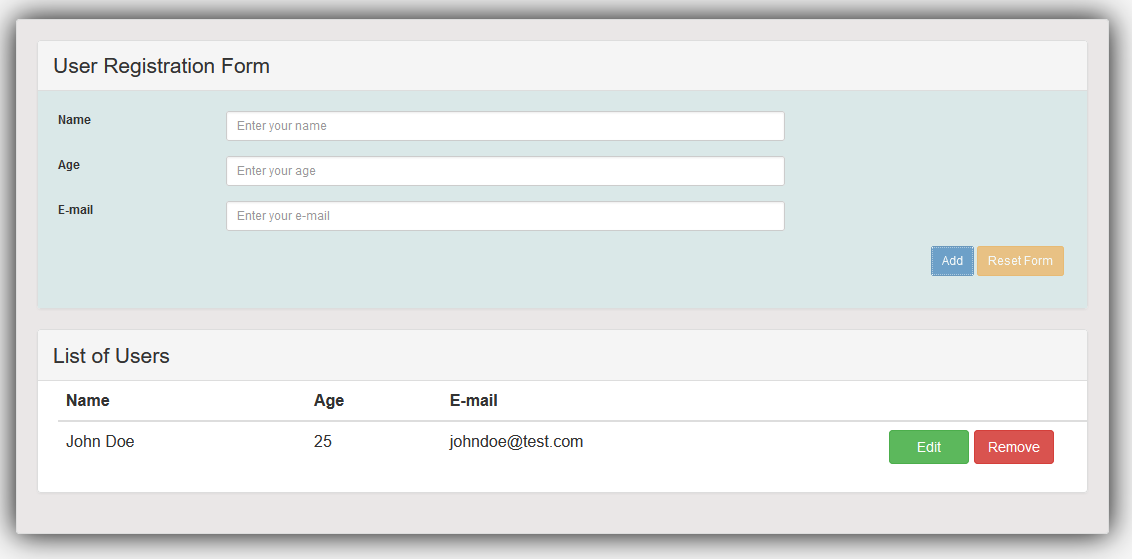 User Registration Form
Name Enter your name
Age Enter your age
E-mail Enter your e-mail
Add Reset Form
List of Users
Name Age E-mail
John Doe 25 johndoe@test.com Edit Remove